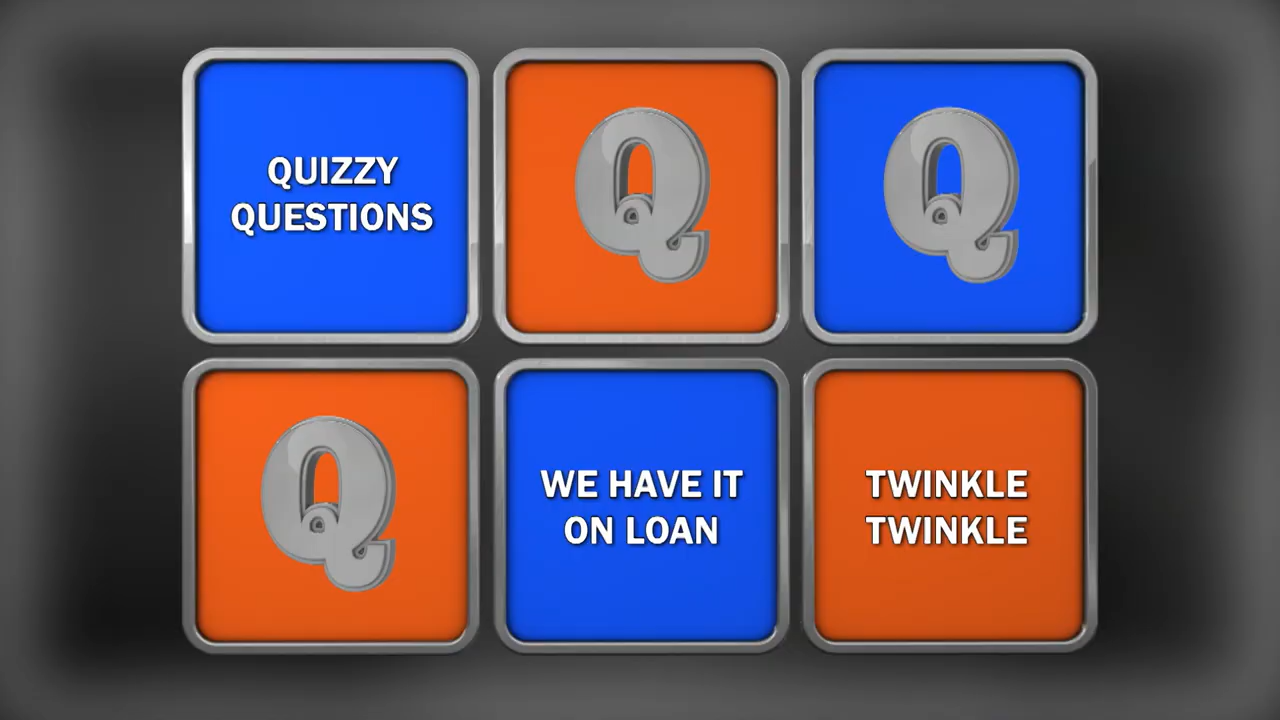 QUIZZY
QUESTIONS
Q
Q
Q
WE HAVE IT
ON LOAN
TWINKLE
TWINKLE